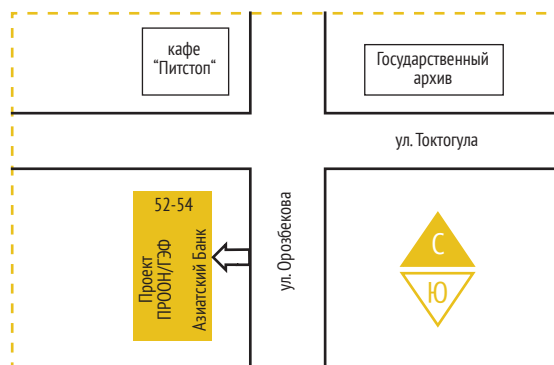 кафе
“Питстоп“
Государственный
архив
ул. Токтогула
52-54
Проект
ПРООН/ГЭФ
Азиатский Банк
ул. Орозбекова
С
Ю